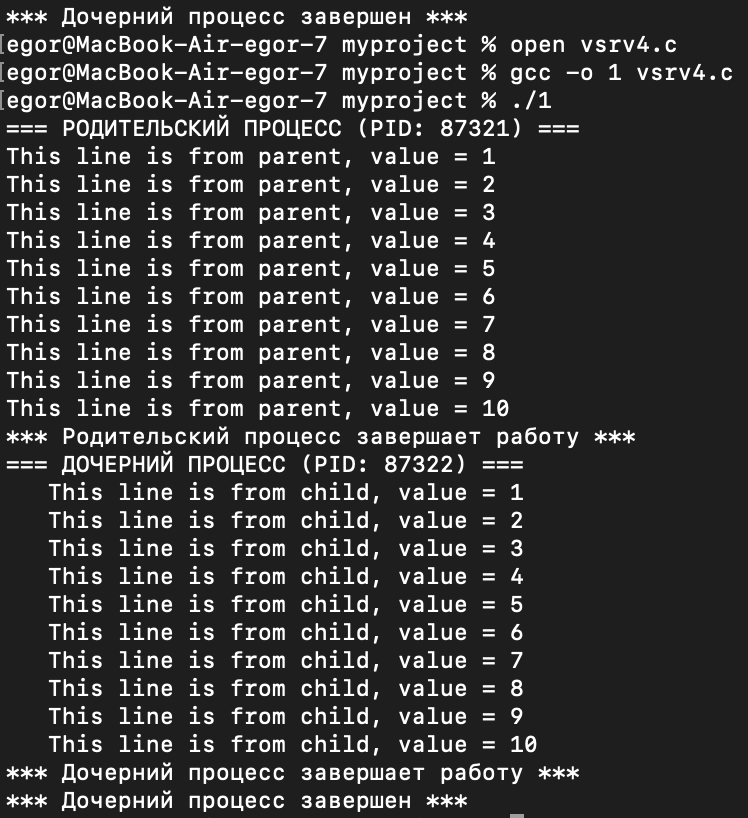 *** Дочерний процесс завершен ***
[egor@MacBook-Air-egor-7 myproject % open vsrv4.c
[egor@MacBook-Air-egor-7 myproject % gcc -o 1 vsrv4.c
[egor@MacBook-Air-egor-7 myproject % ./1
=== РОДИТЕЛЬСКИЙ ПРОЦЕСС (PID: 87321) ===
This line is from parent, value = 1
This line is from parent, value = 2
This line is from parent, value = 3
This line is from parent, value = 4
This line is from parent, value = 5
This line is from parent, value = 6
This line is from parent, value = 7
This line is from parent, value = 8
This line is from parent, value = 9
This line is from parent, value = 10
*** Родительский процесс завершает работу ***
=== ДОЧЕРНИЙ ПРОЦЕСС (PID: 87322) ===
   This line is from child, value = 1
   This line is from child, value = 2
   This line is from child, value = 3
   This line is from child, value = 4
   This line is from child, value = 5
   This line is from child, value = 6
   This line is from child, value = 7
   This line is from child, value = 8
   This line is from child, value = 9
   This line is from child, value = 10
*** Дочерний процесс завершает работу ***
*** Дочерний процесс завершен ***